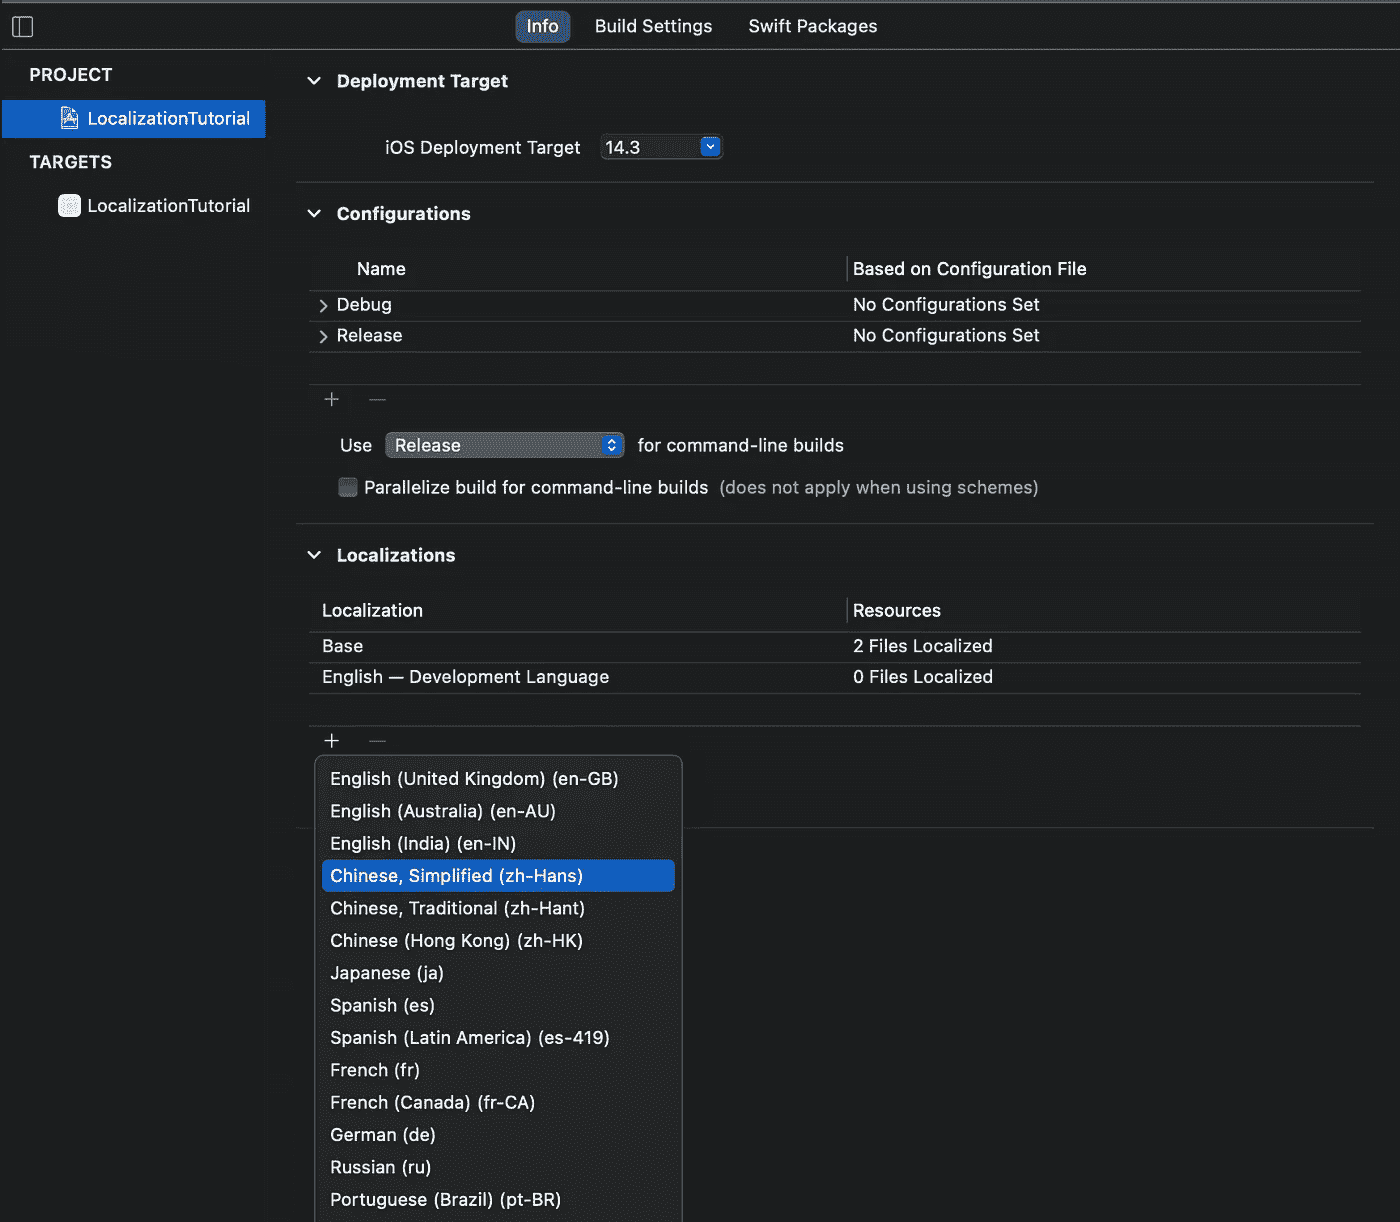 Info Build Settings Swift Packages
PROJECT
LocalizationTutorial
TARGETS
LocalizationTutorial
Deployment Target
iOS Deployment Target 14.3
Configurations
Name Based on Configuration File
Debug No Configurations Set
Release No Configurations Set
Use Release for command-line builds
Parallelize build for command-line builds (does not apply when using schemes)
Localizations
Localization Resources
Base 2 Files Localized
English — Development Language 0 Files Localized
English (United Kingdom) (en-GB)
English (Australia) (en-AU)
English (India) (en-IN)
Chinese, Simplified (zh-Hans)
Chinese, Traditional (zh-Hant)
Chinese (Hong Kong) (zh-HK)
Japanese (ja)
Spanish (es)
Spanish (Latin America) (es-419)
French (fr)
French (Canada) (fr-CA)
German (de)
Russian (ru)
Portuguese (Brazil) (pt-BR)